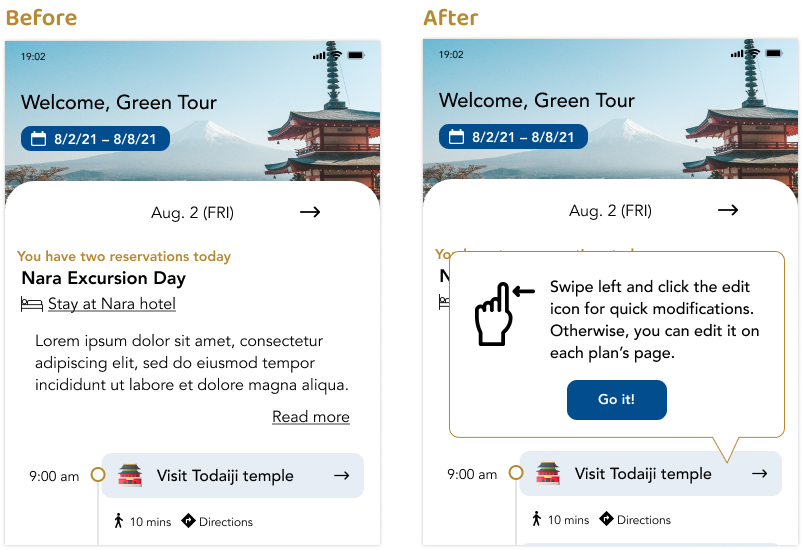 Before
19:02
Welcome, Green Tour
8/2/21 – 8/8/21
Aug. 2 (FRI)
You have two reservations today
Nara Excursion Day
Stay at Nara hotel
Lorem ipsum dolor sit amet, consectetur
adipiscing elit, sed do eiusmod tempor
incididunt ut labore et dolore magna aliqua.
Read more
9:00 am
Visit Todaiji temple
10 mins
Directions
After
19:02
Welcome, Green Tour
8/2/21 – 8/8/21
Aug. 2 (FRI)
Swipe left and click the edit
icon for quick modifications.
Otherwise, you can edit it on
each plan’s page.
Go it!
9:00 am
Visit Todaiji temple
10 mins
Directions